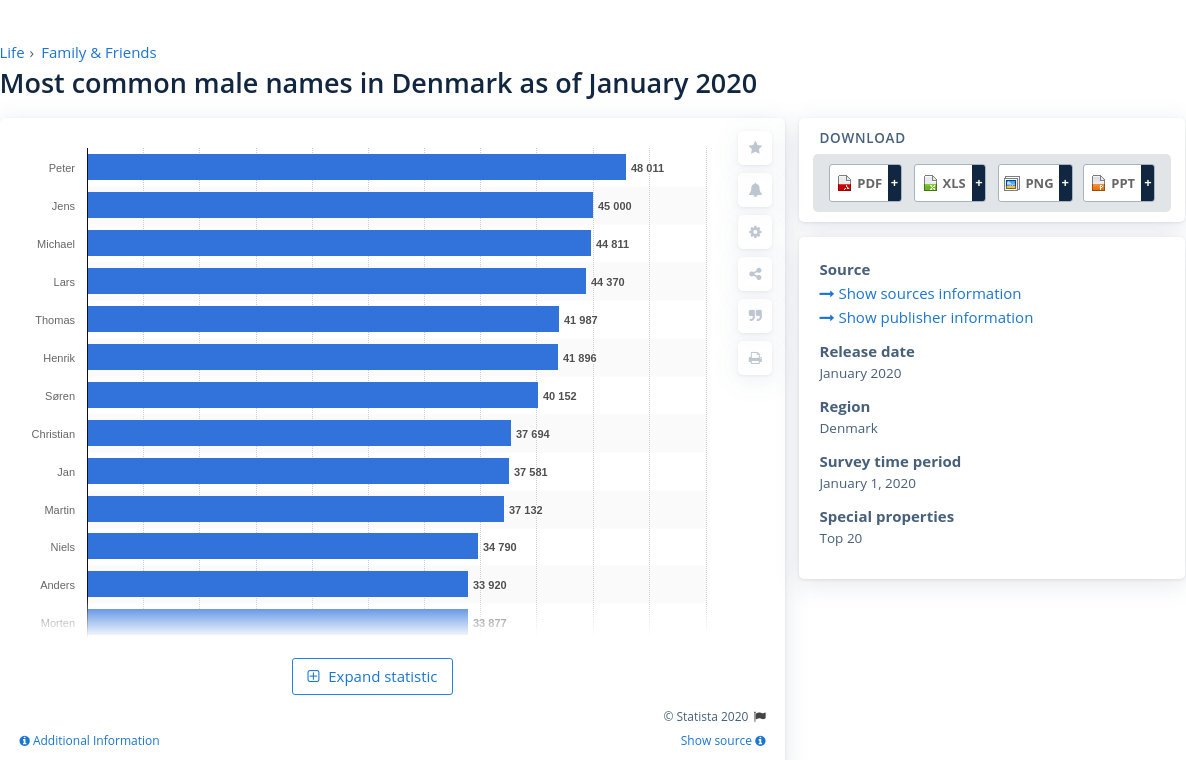 Life › Family & Friends
Most common male names in Denmark as of January 2020
Peter 48 011
Jens 45 000
Michael 44 811
Lars 44 370
Thomas 41 987
Henrik 41 896
Søren 40 152
Christian 37 694
Jan 37 581
Martin 37 132
Niels 34 790
Anders 33 920
Morten 33 877
Expand statistic
© Statista 2020
Additional Information Show source
DOWNLOAD
PDF + XLS + PNG + PPT +
Source
Show sources information
Show publisher information
Release date
January 2020
Region
Denmark
Survey time period
January 1, 2020
Special properties
Top 20